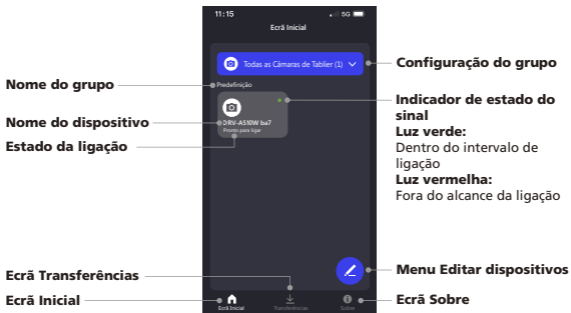 11:15
5G
Ecrã Inicial
Todas as Câmaras de Tablier (1)
Predefinição
DRV-A510W ba7
Pronto para ligar
Ecrã Inicial
Transferências
Sobre
Nome do grupo
Nome do dispositivo
Estado da ligação
Ecrã Transferências
Ecrã Inicial
Configuração do grupo
Indicador de estado do
sinal
Luz verde:
Dentro do intervalo de
ligação
Luz vermelha:
Fora do alcance da ligação
Menu Editar dispositivos
Ecrã Sobre